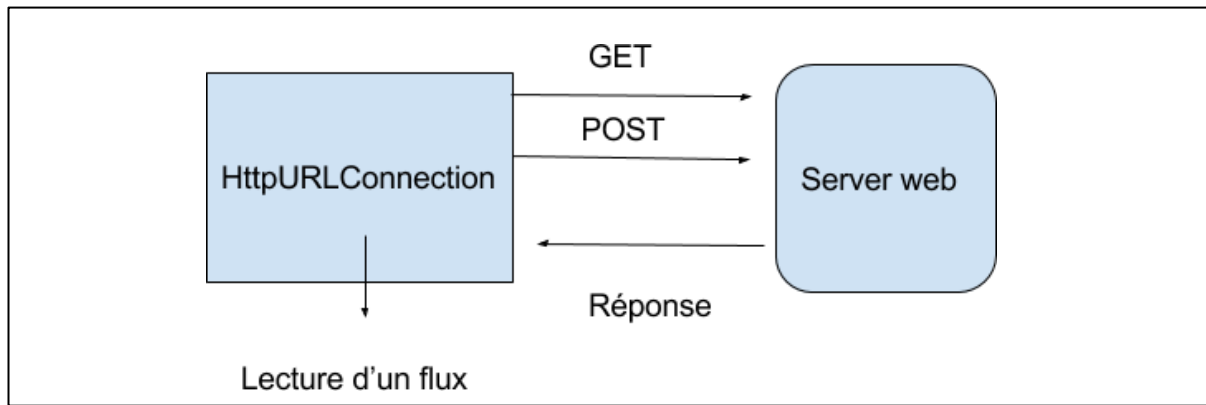 GET
POST
HttpURLConnection
Server web
Réponse
Lecture d'un flux